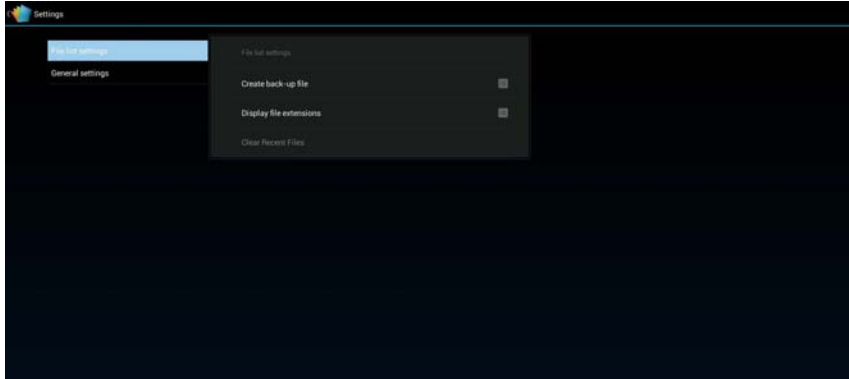 Settings
File list settings
General settings
File list settings
Create back-up file
Display file extensions
Clear Recent Files